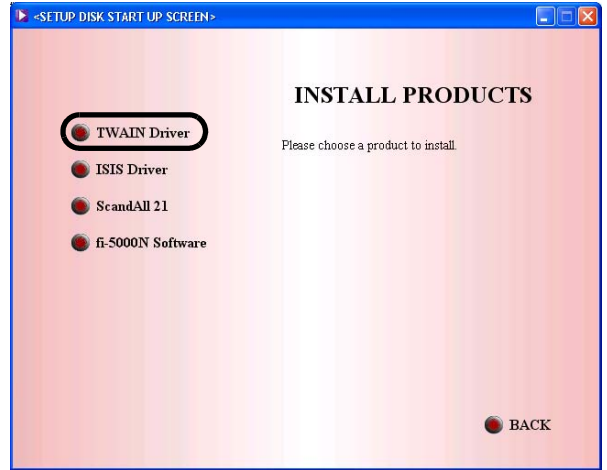 <SETUP DISK START UP SCREEN>
INSTALL PRODUCTS
Please choose a product to install.
TWAIN Driver
ISIS Driver
ScandAll 21
fi-5000N Software
BACK